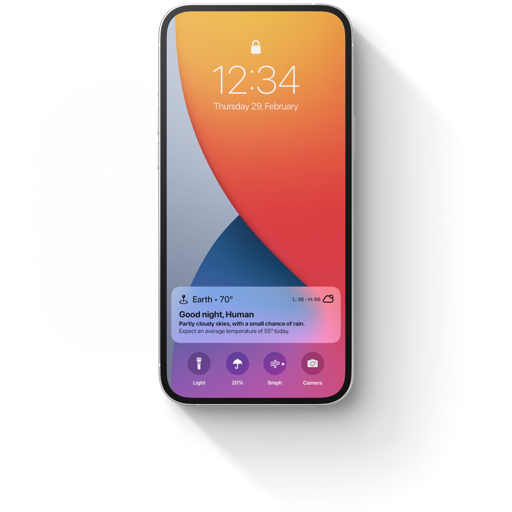 12:34
Thursday 29, February
Earth • 70°
L: 36 • H: 66
Good night, Human
Partly cloudy skies, with a small chance of rain.
Expect an average temperature of 55° today.
Light
20%
9mph
Camera